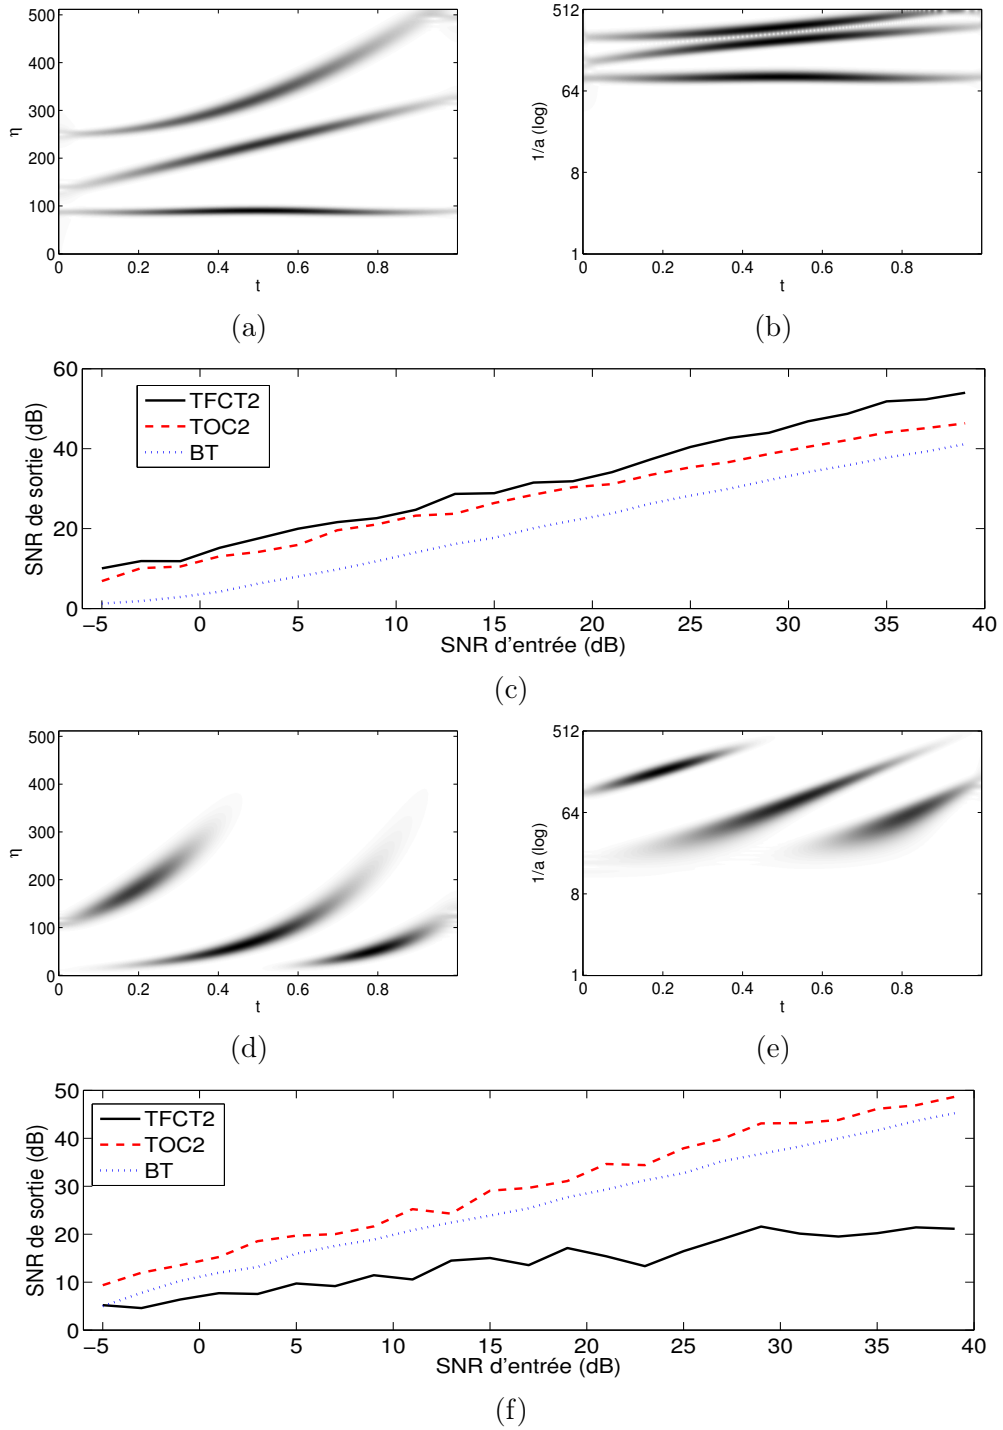 500
400
300
200
100
0
η
0
0.2
0.4
0.6
0.8
t
(a)
512
64
8
1
1/a (log)
0
0.2
0.4
0.6
0.8
t
(b)
60
40
20
0
SNR de sortie (dB)
TFCT2
TOC2
BT
−5
0
5
10
15
20
25
30
35
40
SNR d'entrée (dB)
(c)
500
400
300
200
100
0
η
0
0.2
0.4
0.6
0.8
t
(d)
512
64
8
1
1/a (log)
0
0.2
0.4
0.6
0.8
t
(e)
50
40
30
20
10
0
SNR de sortie (dB)
TFCT2
TOC2
BT
−5
0
5
10
15
20
25
30
35
40
SNR d'entrée (dB)
(f)